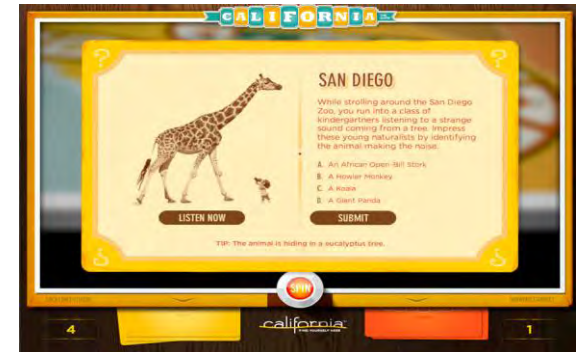 CALIFORNIA
SAN DIEGO
While strolling around the San Diego
Zoo, you run into a class of
kindergartners listening to a strange
sound coming from a tree. Impress
these young naturalists by identifying
the animal making the noise.
A. An African Open-Bill Stork
B. A Howler Monkey
C. A Koala
D. A Giant Panda
LISTEN NOW
SUBMIT
TIP: The animal is hiding in a eucalyptus tree.
SPIN
4
california
FIND YOURSELF HERE
1